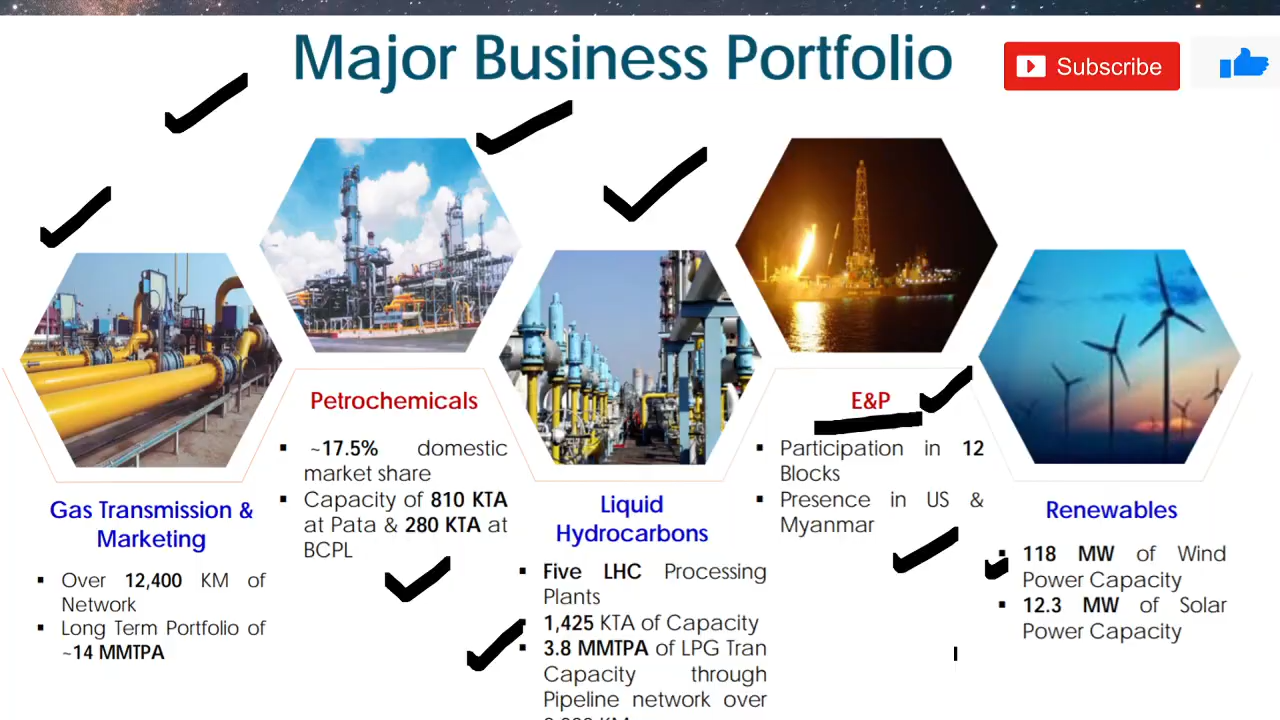 Major Business Portfolio
Subscribe
Gas Transmission &
Marketing
▪ Over 12,400 KM of
Network
▪ Long Term Portfolio of
~14 MMTPA
Petrochemicals
▪ ~17.5% domestic
market share
▪ Capacity of 810 KTA
at Pata & 280 KTA at
BCPL
Liquid
Hydrocarbons
▪ Five LHC Processing
Plants
▪ 1,425 KTA of Capacity
▪ 3.8 MMTPA of LPG Tran
Capacity through
Pipeline network over
E&P
▪ Participation in 12
Blocks
▪ Presence in US &
Myanmar
Renewables
▪ 118 MW of Wind
Power Capacity
▪ 12.3 MW of Solar
Power Capacity